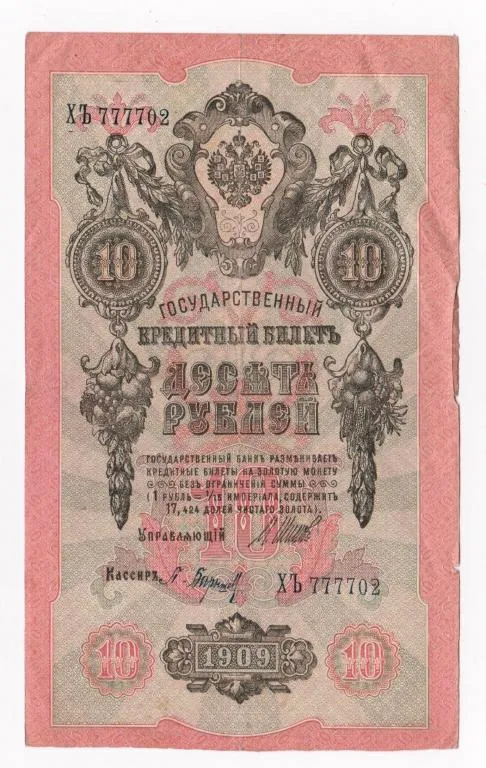 ХЪ 777702
10 10
ГОСУДАРСТВЕННЫЙ
КРЕДИТНЫЙ БИЛЕТЪ
ДЕСЯТЬ
РУБЛЕЙ
ГОСУДАРСТВЕННЫЙ БАНКЪ РАЗМѢНИВАЕТЪ
КРЕДИТНЫЕ БИЛЕТЫ НА ЗОЛОТУЮ МОНЕТУ
БЕЗЪ ОГРАНИЧЕНІЯ СУММЫ
(1 РУБЛЬ = 1/15 ИМПЕРІАЛА, СОДЕРЖИТЪ
17,424 ДОЛЕЙ ЧИСТАГО ЗОЛОТА).
10
Управляющій
Кассиръ
ХЪ 777702
10 1909 10